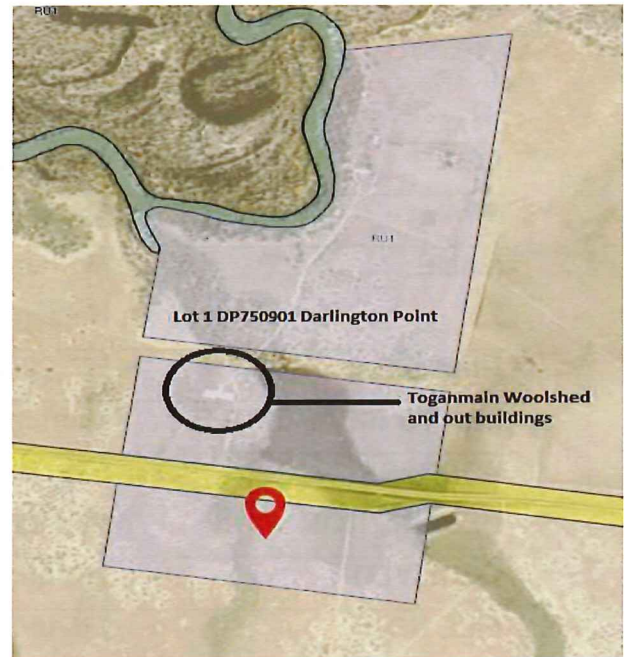 RU1
RU1
Lot 1 DP750901 Darlington Point
Toganmain Woolshed
and out buildings